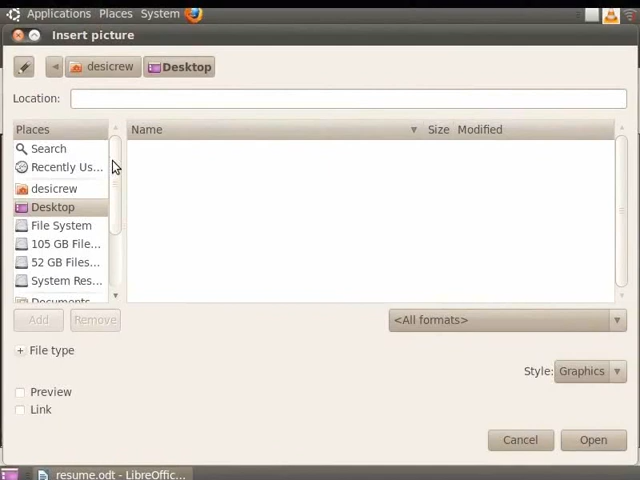 Applications Places System
Insert picture
desicrew Desktop
Location:
Places
Name Size Modified
Search
Recently Us...
desicrew
Desktop
File System
105 GB File...
52 GB Files...
System Res...
Documents
Add Remove
<All formats>
File type
Style: Graphics
Preview
Link
Cancel Open
resume.odt - LibreOffic...